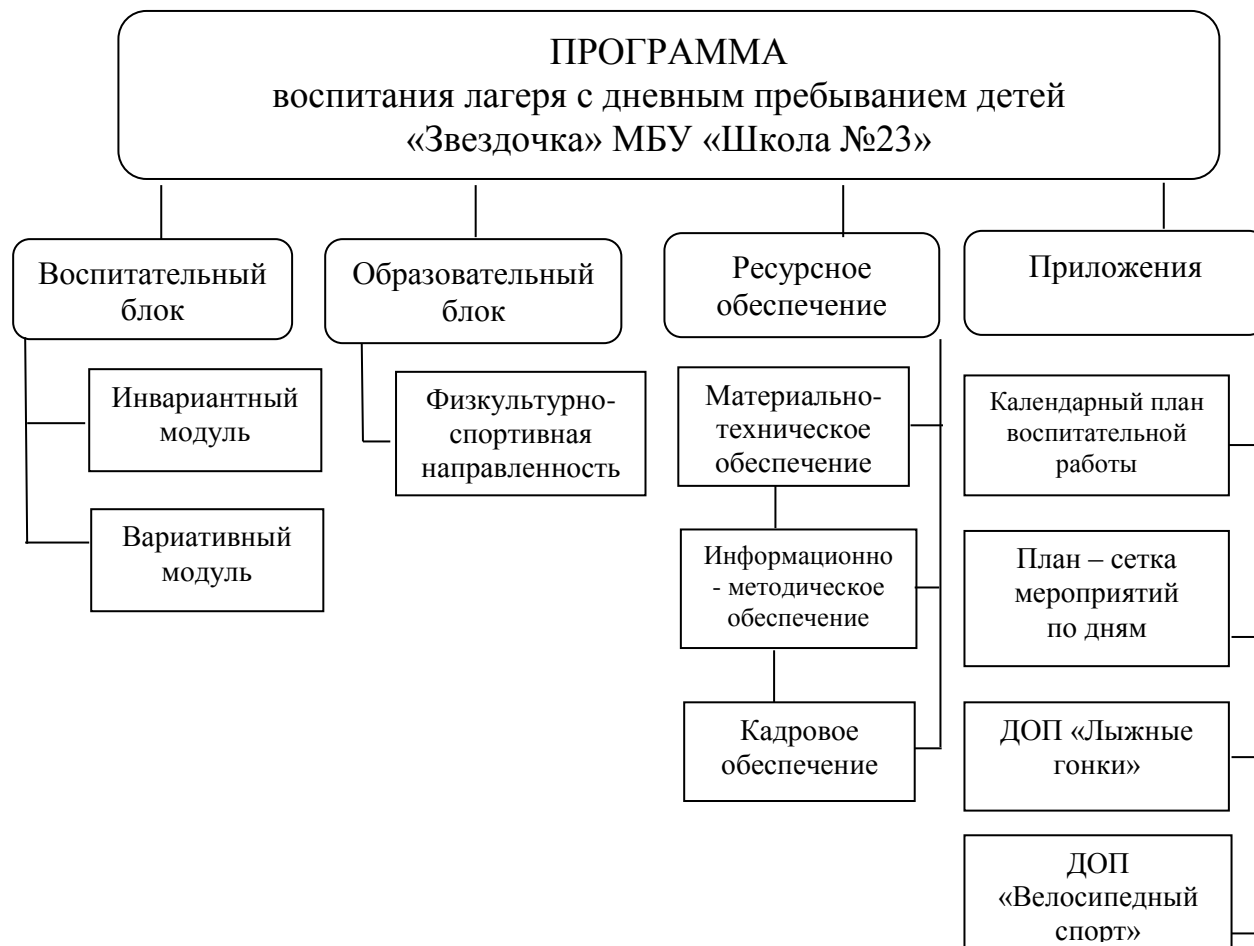 ПРОГРАММА
воспитания лагеря с дневным пребыванием детей
«Звездочка» МБУ «Школа №23»
Воспитательный
блок
Инвариантный
модуль
Вариативный
модуль
Образовательный
блок
Физкультурно-
спортивная
направленность
Ресурсное
обеспечение
Материально-
техническое
обеспечение
Информационно
- методическое
обеспечение
Кадровое
обеспечение
Приложения
Календарный план
воспитательной
работы
План – сетка
мероприятий
по дням
ДОП «Лыжные
гонки»
ДОП
«Велосипедный
спорт»